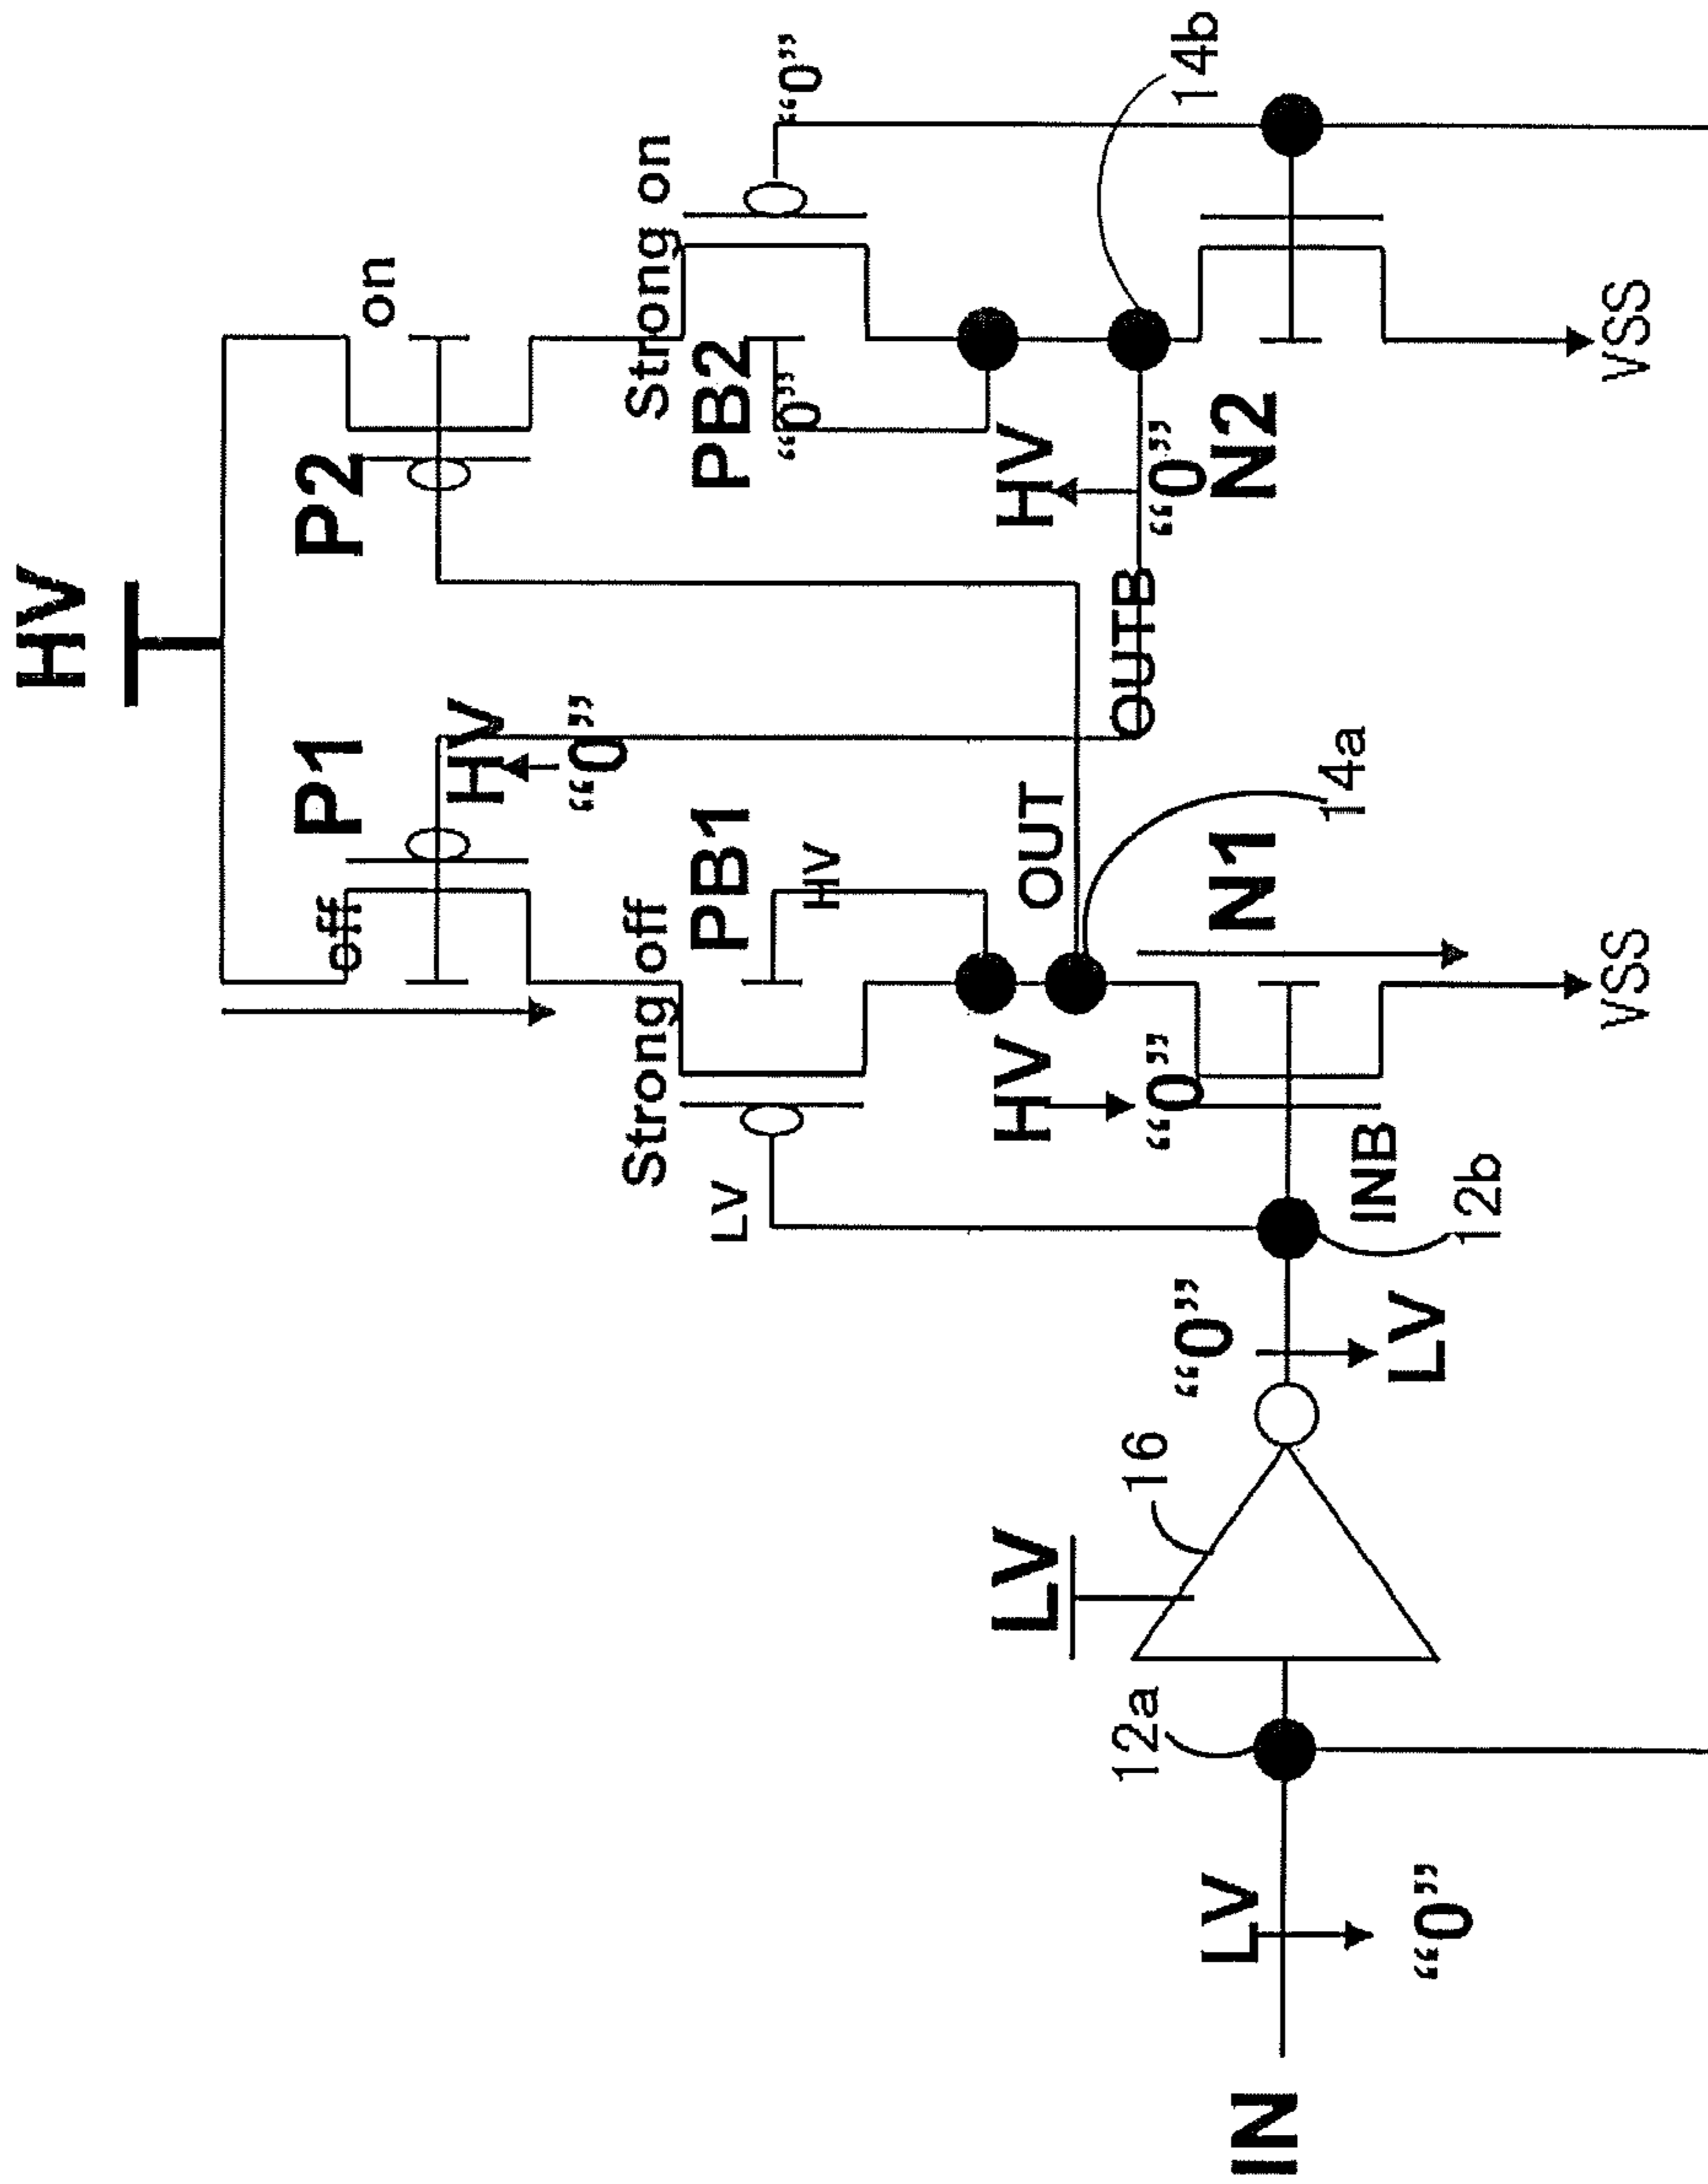 HV
P1
P2
off
on
HV
"0"
Strong off
Strong on
"0"
PB1
PB2
LV
HV
"0"
OUT
HV
"0"
HV
"0"
OUTB
14a
14b
N1
N2
INB
12b
VSS
VSS
LV
16
"0"
LV
12a
LV
"0"
IN